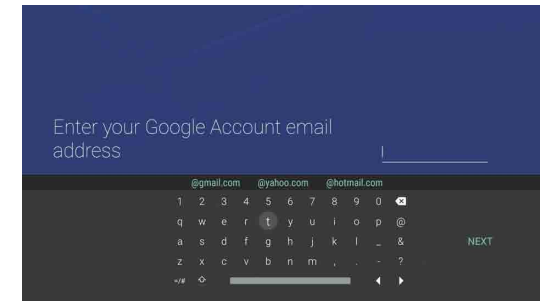 Enter your Google Account email
address
@gmail.com @yahoo.com @hotmail.com
1 2 3 4 5 6 7 8 9 0
q w e r t y u i o p @
a s d f g h j k l _ & NEXT
z x c v b n m , . - ?
=/#